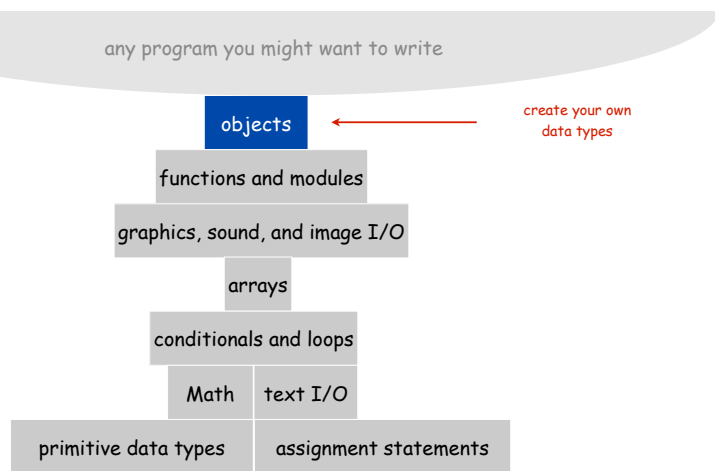 any program you might want to write
objects
create your own
data types
functions and modules
graphics, sound, and image I/O
arrays
conditionals and loops
Math
text I/O
primitive data types
assignment statements